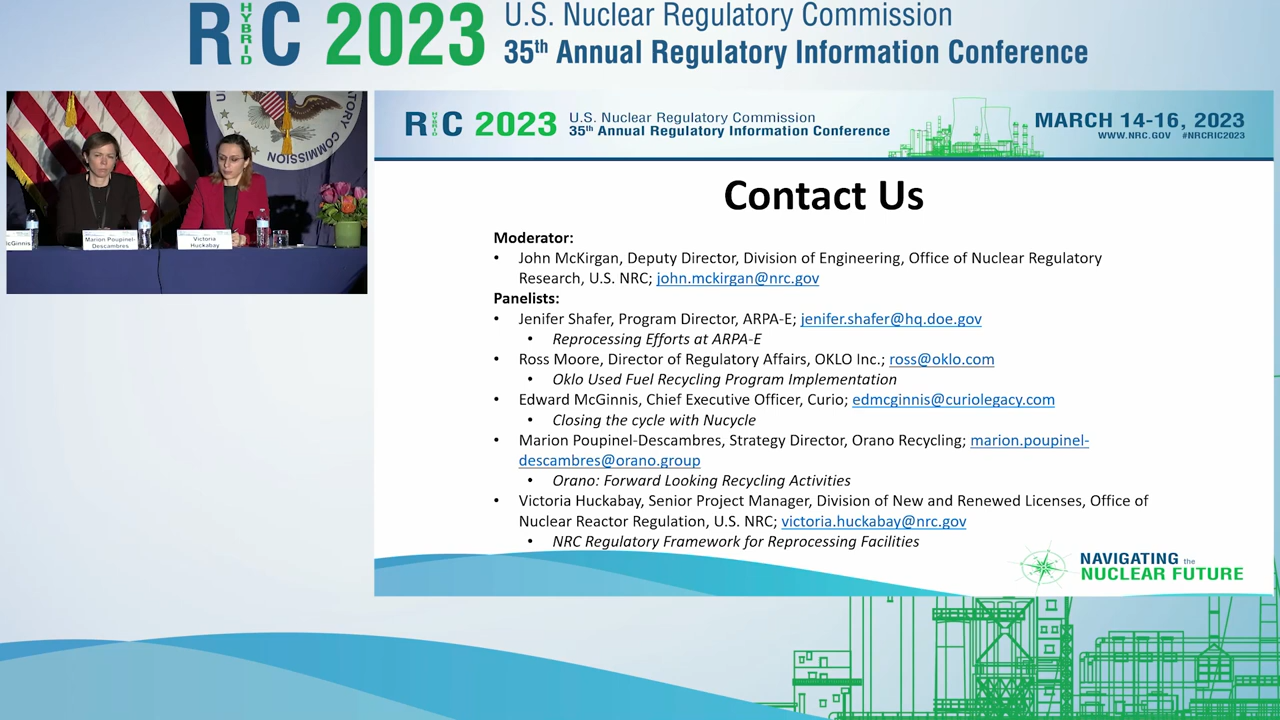 RIC 2023
HYBRID
U.S. Nuclear Regulatory Commission
35th Annual Regulatory Information Conference
ATORY COMMISSION
McGinnis
Marion Poupinel-
Descambres
Victoria
Huckabay
RIC 2023
U.S. Nuclear Regulatory Commission
35th Annual Regulatory Information Conference
MARCH 14-16, 2023
WWW.NRC.GOV #NRCRIC2023
Contact Us
Moderator:
• John McKirgan, Deputy Director, Division of Engineering, Office of Nuclear Regulatory
Research, U.S. NRC; john.mckirgan@nrc.gov
Panelists:
• Jenifer Shafer, Program Director, ARPA-E; jenifer.shafer@hq.doe.gov
• Reprocessing Efforts at ARPA-E
• Ross Moore, Director of Regulatory Affairs, OKLO Inc.; ross@oklo.com
• Oklo Used Fuel Recycling Program Implementation
• Edward McGinnis, Chief Executive Officer, Curio; edmcginnis@curiolegacy.com
• Closing the cycle with Nucycle
• Marion Poupinel-Descambres, Strategy Director, Orano Recycling; marion.poupinel-
descambres@orano.group
• Orano: Forward Looking Recycling Activities
• Victoria Huckabay, Senior Project Manager, Division of New and Renewed Licenses, Office of
Nuclear Reactor Regulation, U.S. NRC; victoria.huckabay@nrc.gov
• NRC Regulatory Framework for Reprocessing Facilities
NAVIGATING the
NUCLEAR FUTURE